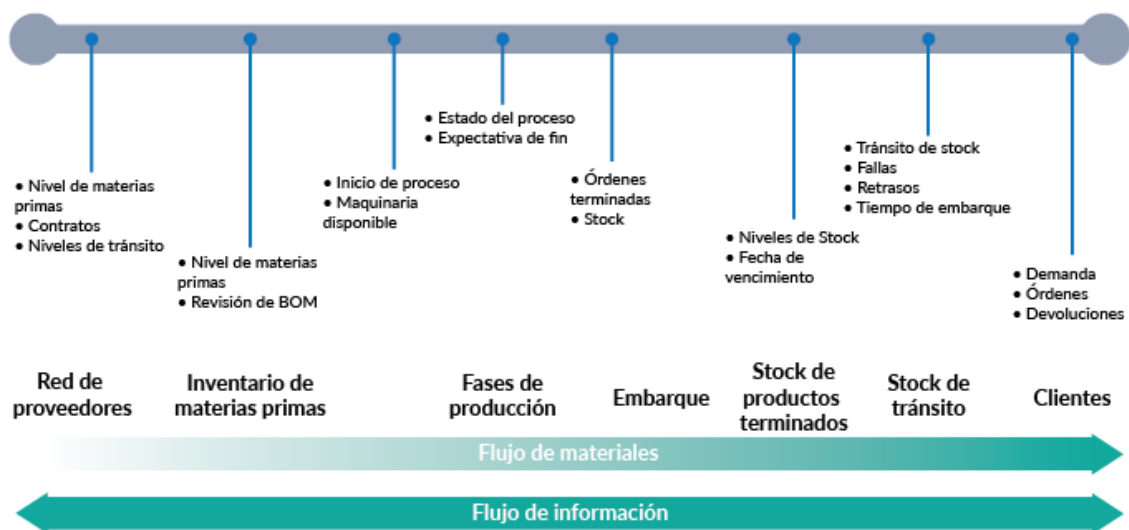 • Nivel de materias
primas
• Contratos
• Niveles de tránsito
• Nivel de materias
primas
• Revisión de BOM
• Inicio de proceso
• Maquinaria
disponible
• Estado del proceso
• Expectativa de fin
• Órdenes
terminadas
• Stock
• Niveles de Stock
• Fecha de
vencimiento
• Tránsito de stock
• Fallas
• Retrasos
• Tiempo de embarque
• Demanda
• Órdenes
• Devoluciones
Red de
proveedores
Inventario de
materias primas
Fases de
producción
Embarque
Stock de
productos
terminados
Stock de
tránsito
Clientes
Flujo de materiales
Flujo de información